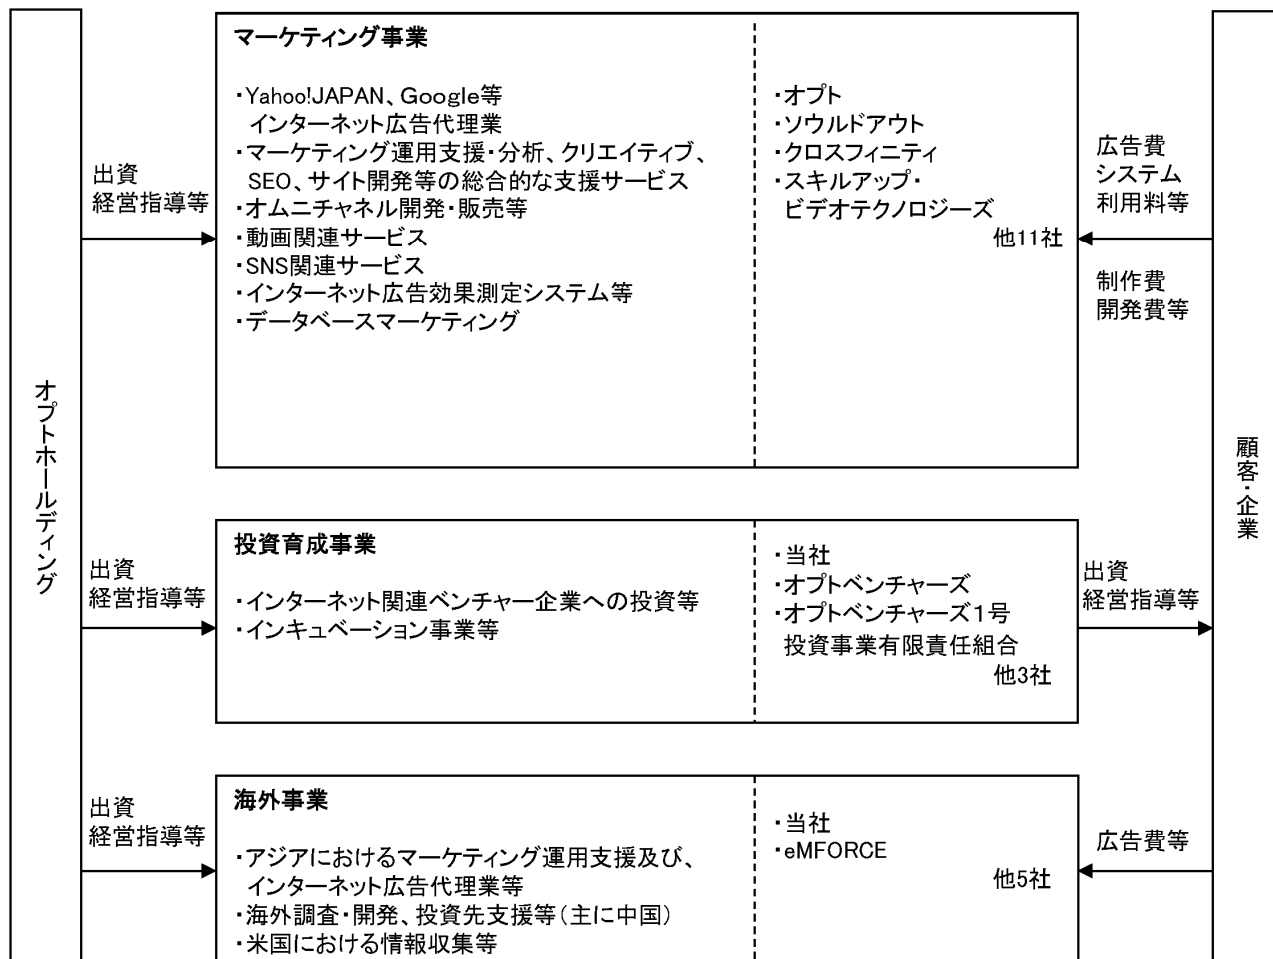 オプトホールディング
出資
経営指導等
マーケティング事業
・Yahoo!JAPAN、Google等
インターネット広告代理業
・マーケティング運用支援・分析、クリエイティブ、
SEO、サイト開発等の総合的な支援サービス
・オムニチャネル開発・販売等
・動画関連サービス
・SNS関連サービス
・インターネット広告効果測定システム等
・データベースマーケティング
・オプト
・ソウルドアウト
・クロスフィニティ
・スキルアップ・
ビデオテクノロジーズ
他11社
広告費
システム
利用料等
制作費
開発費等
出資
経営指導等
投資育成事業
・インターネット関連ベンチャー企業への投資等
・インキュベーション事業等
・当社
・オプトベンチャーズ
・オプトベンチャーズ1号
投資事業有限責任組合
他3社
出資
経営指導等
出資
経営指導等
海外事業
・アジアにおけるマーケティング運用支援及び、
インターネット広告代理業等
・海外調査・開発、投資先支援等（主に中国）
・米国における情報収集等
・当社
・eMFORCE
他5社
広告費等
顧客・企業